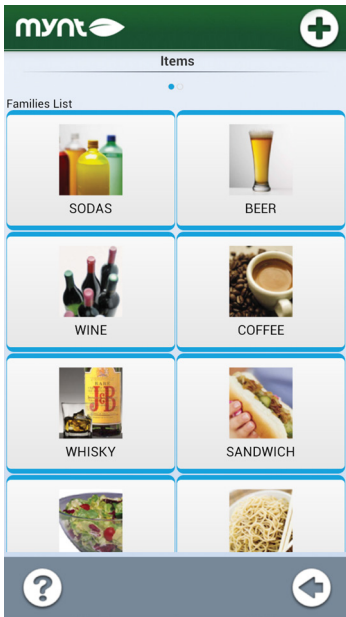 mynt
Items
Families List
SODAS
BEER
WINE
COFFEE
J&B
WHISKY
SANDWICH
?